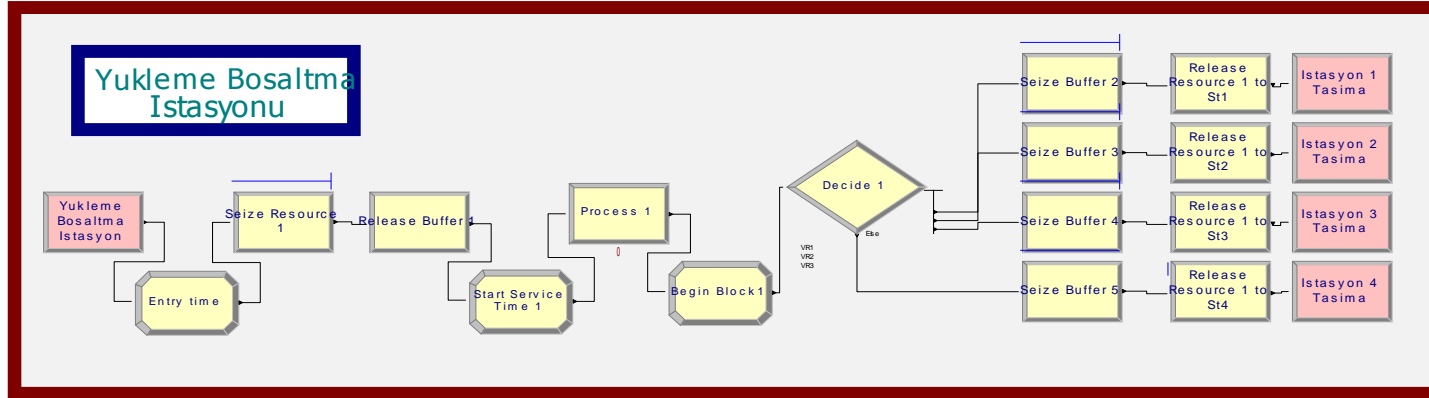 Yukleme Bosaltma
Istasyonu
Yukleme
Bosaltma
Istasyon
Entry time
Seize Resource
1
Release Buffer 1
Start Service
Time 1
Process 1
0
Begin Block1
Decide 1
Else
VR1
VR2
VR3
Seize Buffer 2
Release
Resource 1 to
St1
Istasyon 1
Tasima
Seize Buffer 3
Release
Resource 1 to
St2
Istasyon 2
Tasima
Seize Buffer 4
Release
Resource 1 to
St3
Istasyon 3
Tasima
Seize Buffer 5
Release
Resource 1 to
St4
Istasyon 4
Tasima